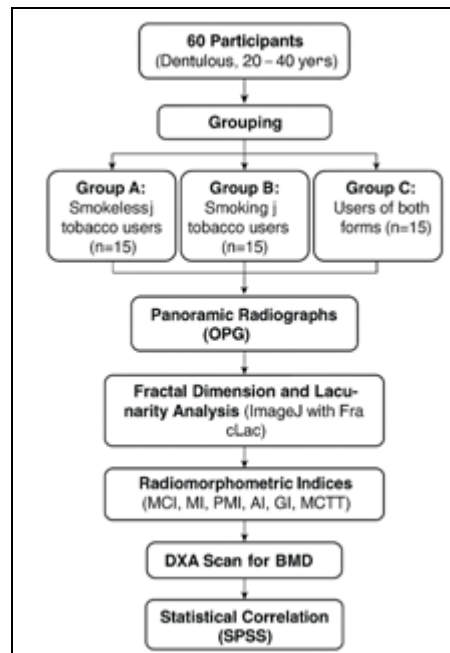 60 Participants
(Dentulous, 20 – 40 yers)
Grouping
Group A:
Smokelessj
tobacco users
(n=15)
Group B:
Smoking j
tobacco users
(n=15)
Group C:
Users of both
forms (n=15)
Panoramic Radiographs
(OPG)
Fractal Dimension and Lacu-
narity Analysis (ImageJ with Fra
cLac)
Radiomorphometric Indices
(MCI, MI, PMI, AI, GI, MCTT)
DXA Scan for BMD
Statistical Correlation
(SPSS)